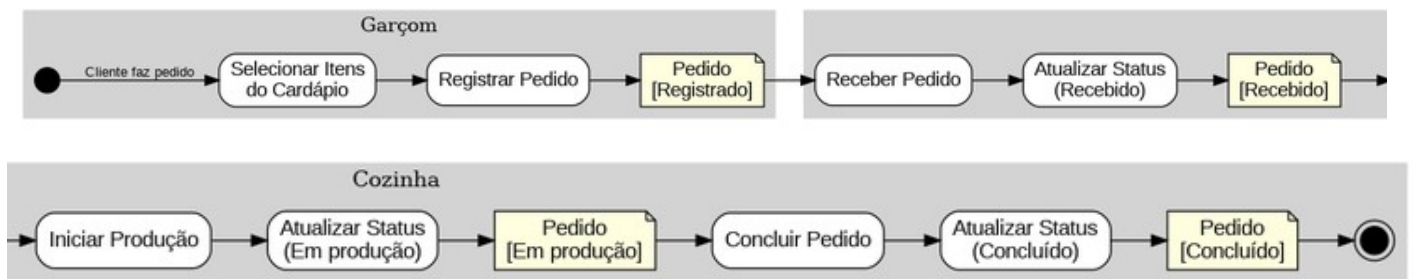 Garçom
Cliente faz pedido
Selecionar Itens
do Cardápio
Registrar Pedido
Pedido
[Registrado]
Receber Pedido
Atualizar Status
(Recebido)
Pedido
[Recebido]
Cozinha
Iniciar Produção
Atualizar Status
(Em produção)
Pedido
[Em produção]
Concluir Pedido
Atualizar Status
(Concluído)
Pedido
[Concluído]